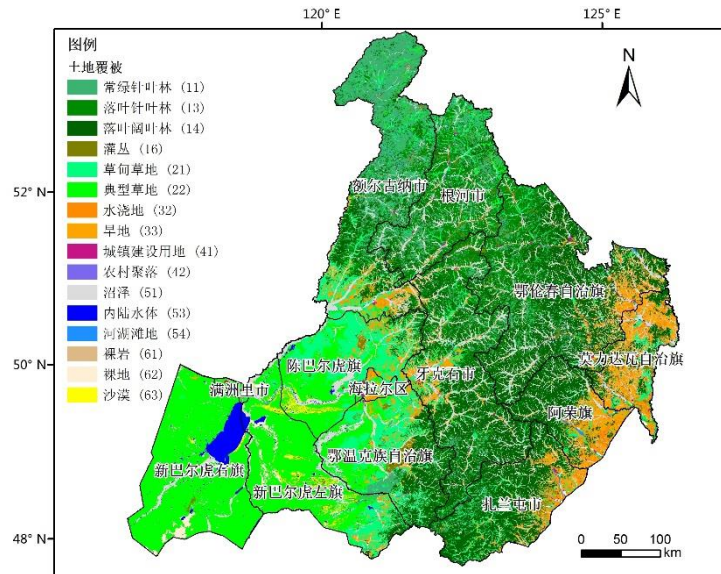 120° E
125° E
图例
土地覆被
常绿针叶林 (11)
落叶针叶林 (13)
落叶阔叶林 (14)
灌丛 (16)
草甸草地 (21)
典型草地 (22)
水浇地 (32)
旱地 (33)
城镇建设用地 (41)
农村聚落 (42)
沼泽 (51)
内陆水体 (53)
河湖滩地 (54)
裸岩 (61)
裸地 (62)
沙漠 (63)
N
52° N
50° N
48° N
额尔古纳市
根河市
鄂伦春自治旗
莫力达瓦自治旗
陈巴尔虎旗
牙克石市
满洲里市
海拉尔区
阿荣旗
鄂温克族自治旗
新巴尔虎右旗
新巴尔虎左旗
扎兰屯市
0 50 100
km